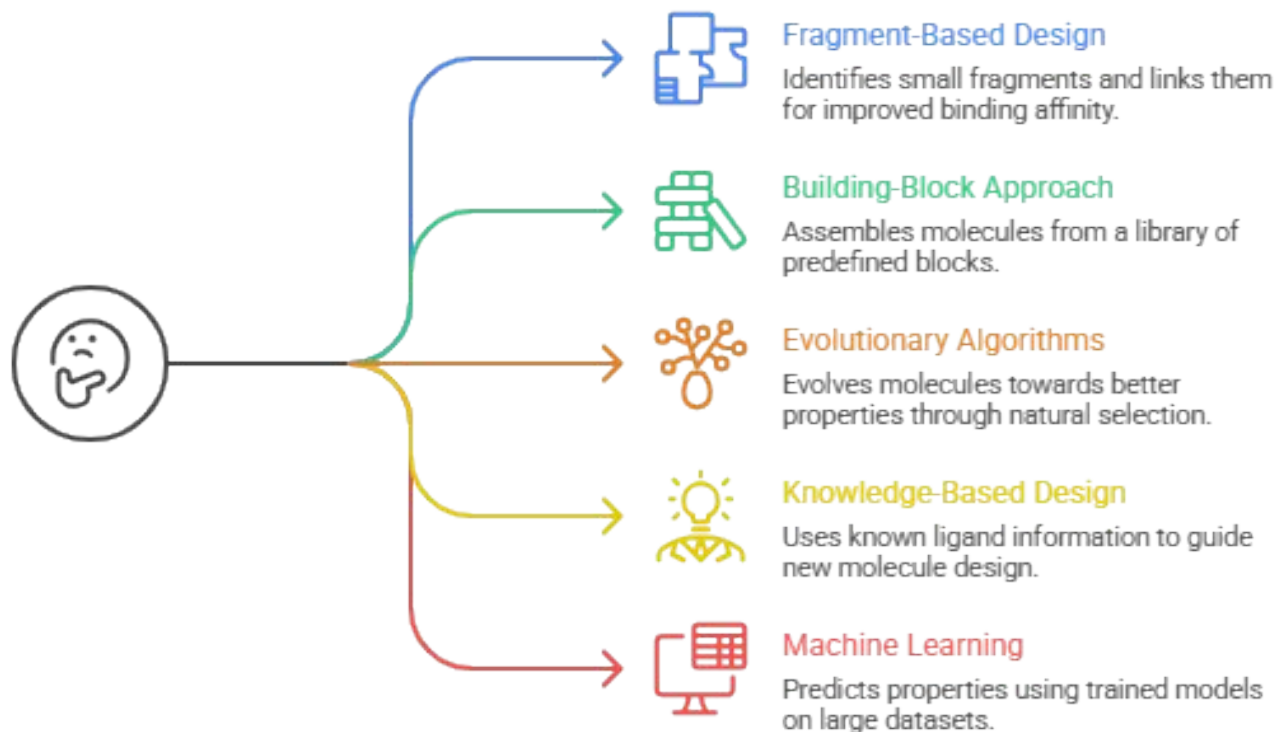 Fragment-Based Design
Identifies small fragments and links them
for improved binding affinity.
Building-Block Approach
Assembles molecules from a library of
predefined blocks.
Evolutionary Algorithms
Evolves molecules towards better
properties through natural selection.
Knowledge-Based Design
Uses known ligand information to guide
new molecule design.
Machine Learning
Predicts properties using trained models
on large datasets.